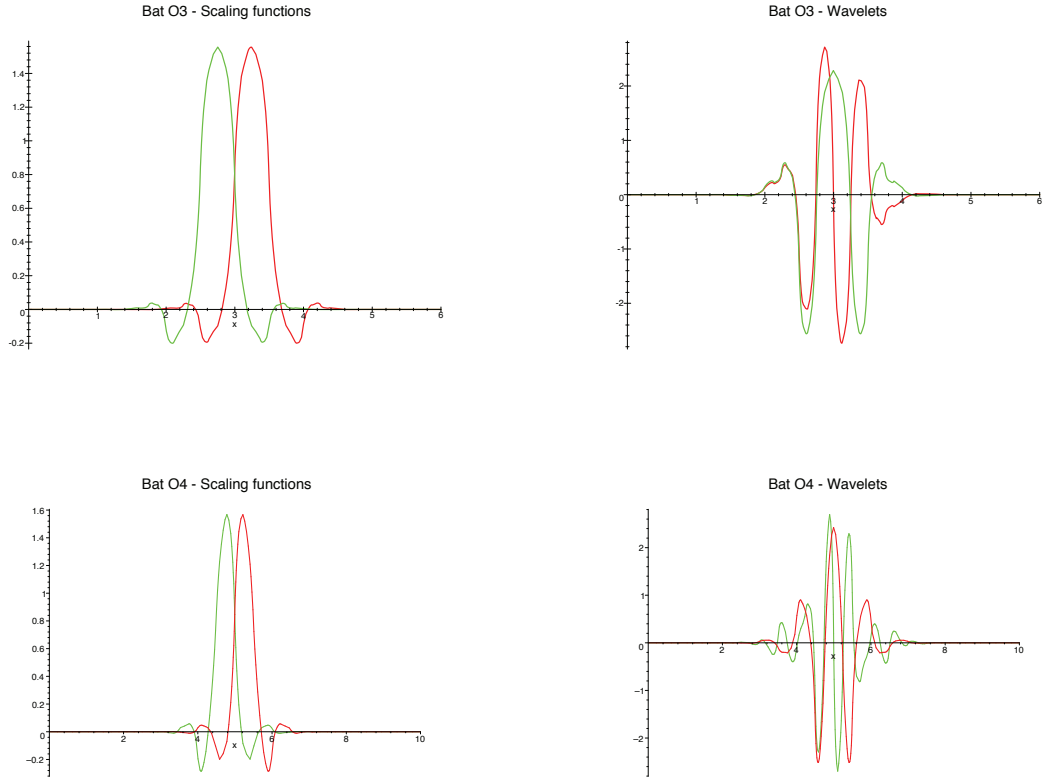 Bat O3 - Scaling functions
1.4
1.2
1
0.8
0.6
0.4
0.2
0
-0.2
1 2 3 4 5 6
x
Bat O3 - Wavelets
2
1
0
-1
-2
1 2 3 4 5 6
x
Bat O4 - Scaling functions
1.6
1.4
1.2
1
0.8
0.6
0.4
0.2
0
−0.2
2 4 6 8 10
x
Bat O4 - Wavelets
2
1
0
−1
−2
2 4 6 8 10
x